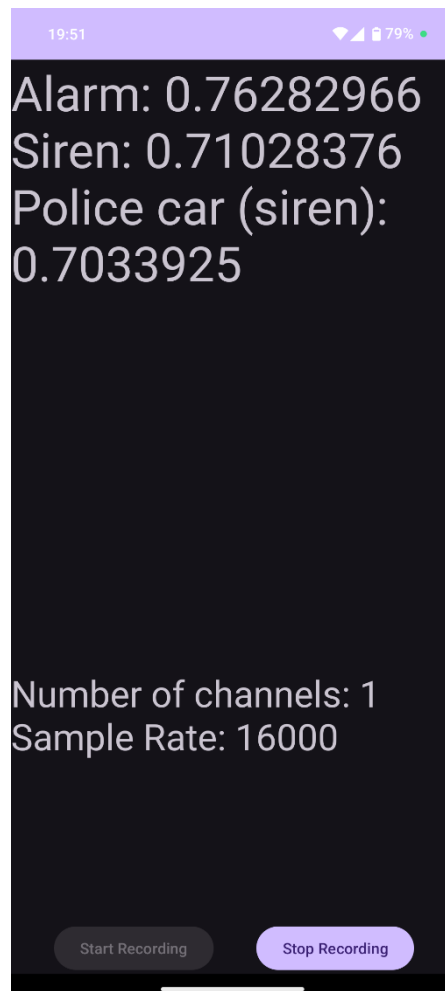 19:51
79%
Alarm: 0.76282966
Siren: 0.71028376
Police car (siren):
0.7033925
Number of channels: 1
Sample Rate: 16000
Start Recording
Stop Recording